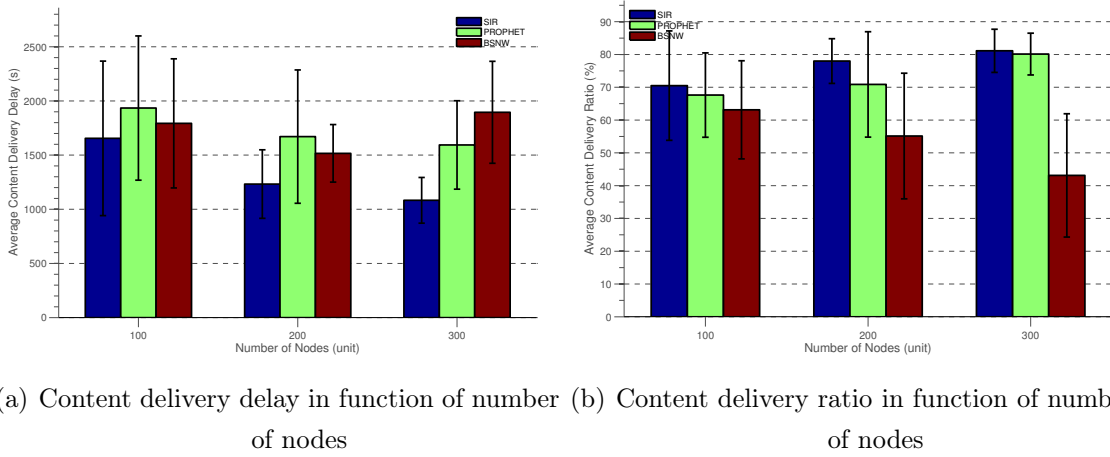 SIR
PROPHET
BSNW
2500
2000
1500
1000
500
0
Average Content Delivery Delay (s)
100
200
300
Number of Nodes (unit)
SIR
PROPHET
BSNW
90
80
70
60
50
40
30
20
10
0
Average Content Delivery Ratio (%)
100
200
300
Number of Nodes (unit)
a) Content delivery delay in function of number
of nodes
(b) Content delivery ratio in function of numb
of nodes